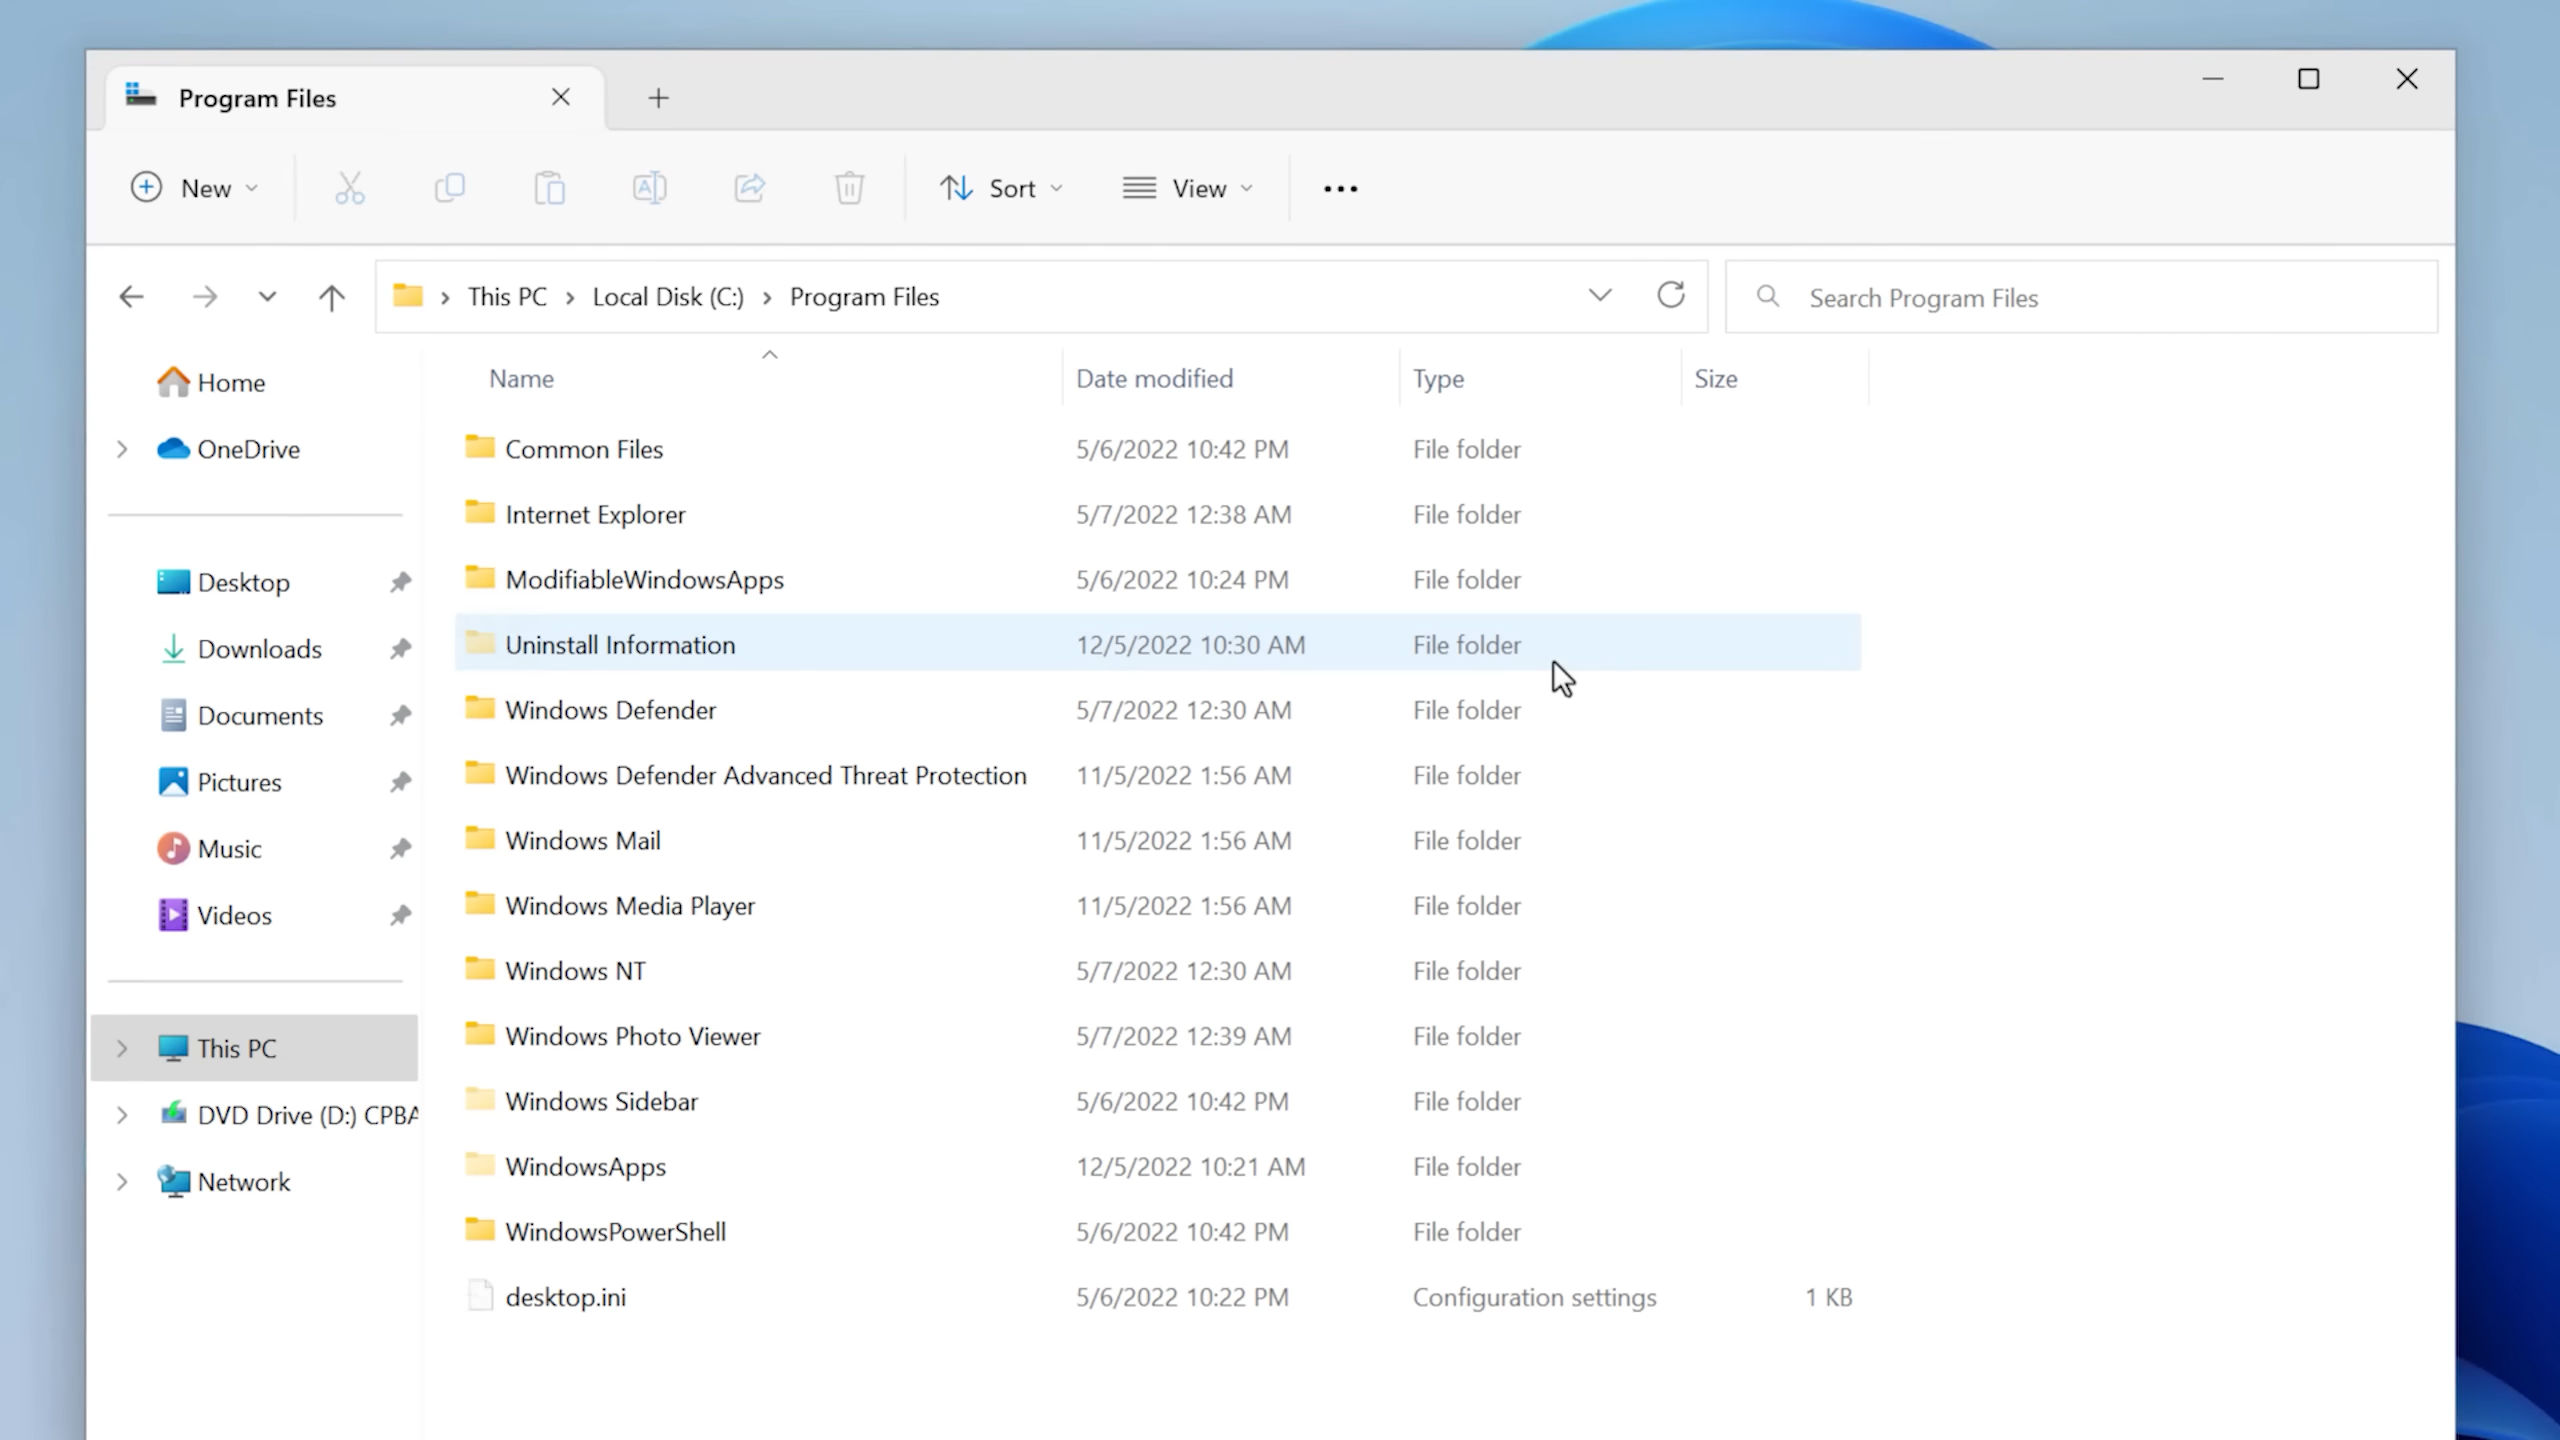 Program Files
New
Sort
View
This PC > Local Disk (C:) > Program Files
Search Program Files
Home
OneDrive
Desktop
Downloads
Documents
Pictures
Music
Videos
This PC
DVD Drive (D:) CPBA
Network
Name Date modified Type Size
Common Files 5/6/2022 10:42 PM File folder
Internet Explorer 5/7/2022 12:38 AM File folder
ModifiableWindowsApps 5/6/2022 10:24 PM File folder
Uninstall Information 12/5/2022 10:30 AM File folder
Windows Defender 5/7/2022 12:30 AM File folder
Windows Defender Advanced Threat Protection 11/5/2022 1:56 AM File folder
Windows Mail 11/5/2022 1:56 AM File folder
Windows Media Player 11/5/2022 1:56 AM File folder
Windows NT 5/7/2022 12:30 AM File folder
Windows Photo Viewer 5/7/2022 12:39 AM File folder
Windows Sidebar 5/6/2022 10:42 PM File folder
WindowsApps 12/5/2022 10:21 AM File folder
WindowsPowerShell 5/6/2022 10:42 PM File folder
desktop.ini 5/6/2022 10:22 PM Configuration settings 1 KB